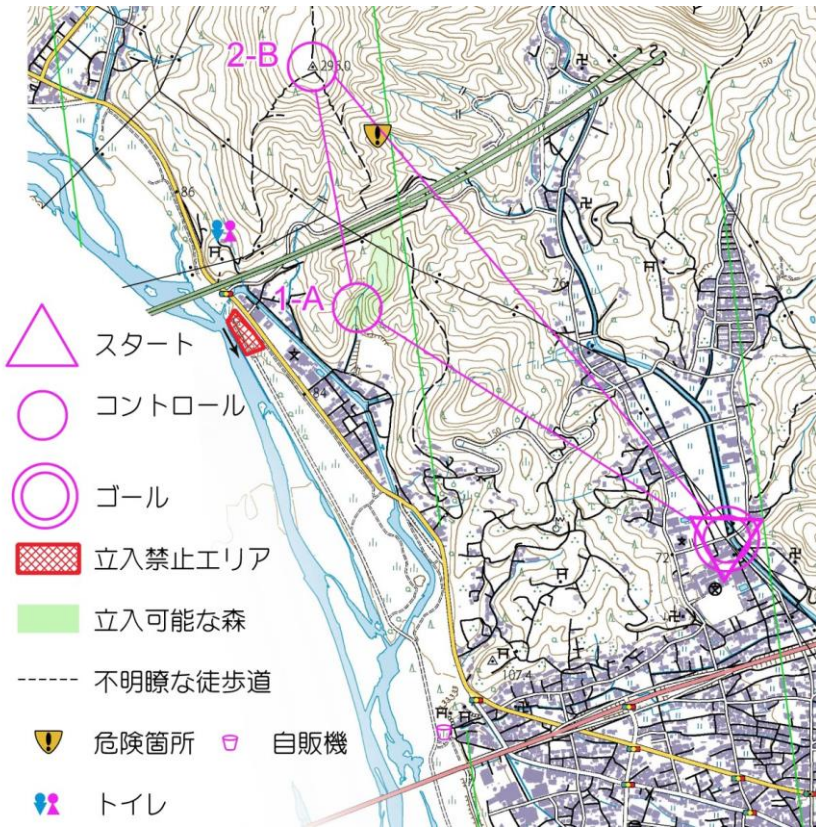 2-B
296.0
150
86
76
1-A
84
150
72
107.4
スタート
コントロール
ゴール
立入禁止エリア
立入可能な森
不明瞭な徒歩道
危険箇所
自販機
トイレ